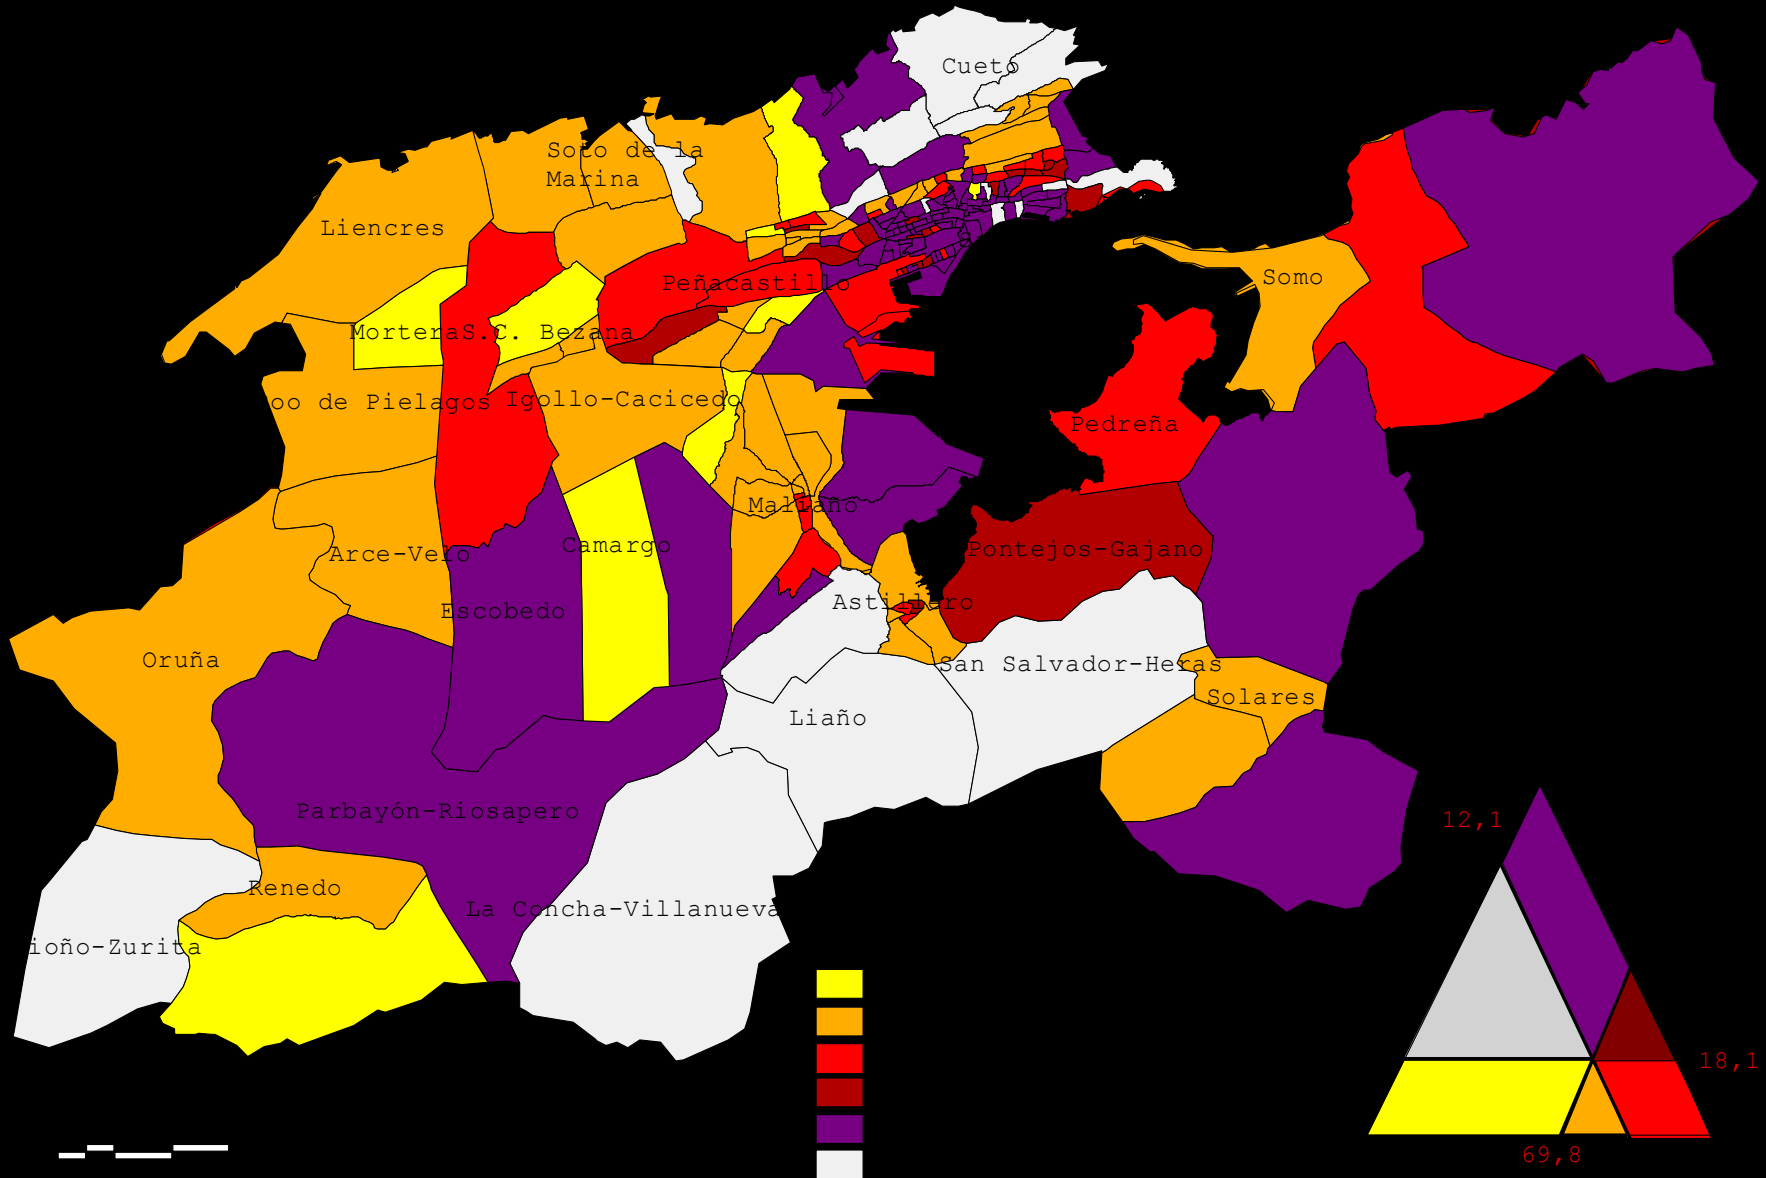 Cueto
Soto de la
Marina
Liencres
Somo
Peñacastillo
Mortera
S.C. Bezana
oo de Pielagos
Igollo-Cacicedo
Pedreña
Maliaño
Camargo
Pontejos-Gajano
Arce-Velo
Escobedo
Astillero
Oruña
San Salvador-Heras
Solares
Liaño
Parbayón-Riosapero
12,1
Renedo
La Concha-Villanueva
ioño-Zurita
18,1
69,8